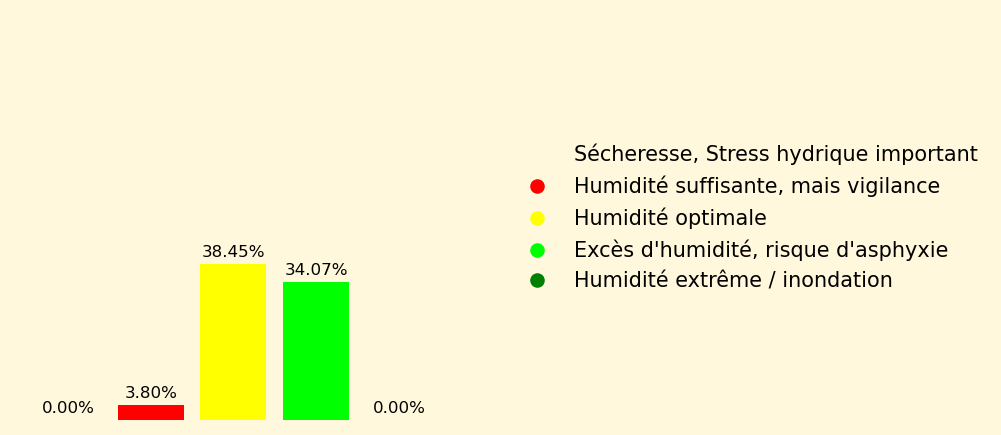 Sécheresse, Stress hydrique important
Humidité suffisante, mais vigilance
Humidité optimale
Excès d'humidité, risque d'asphyxie
Humidité extrême / inondation
38.45%
34.07%
3.80%
0.00%
0.00%